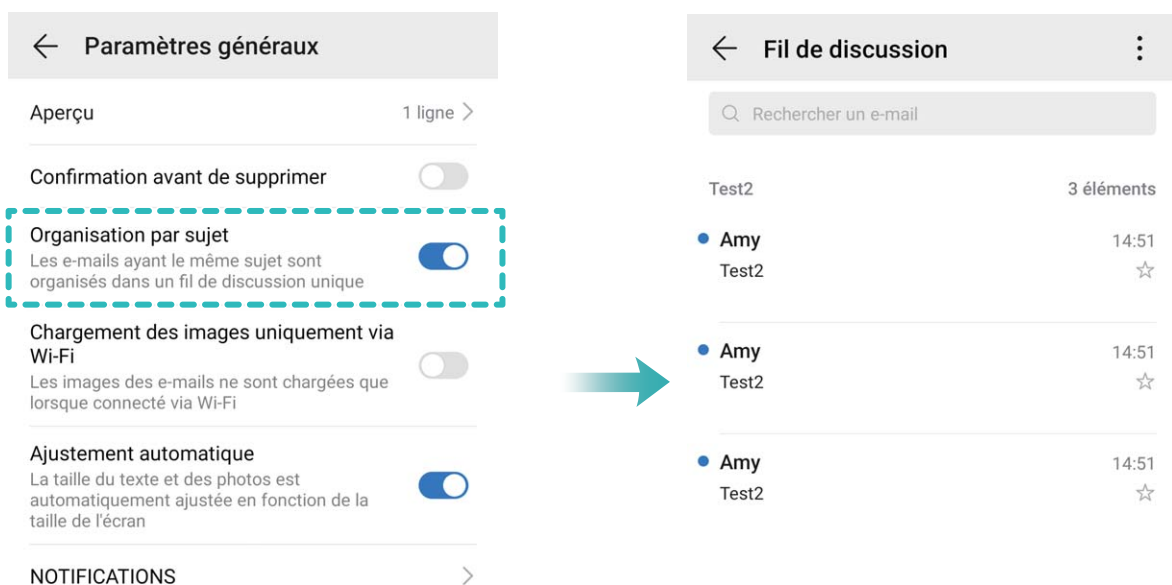 Paramètres généraux
Aperçu
1 ligne
Confirmation avant de supprimer
Organisation par sujet
Les e-mails ayant le même sujet sont
organisés dans un fil de discussion unique
Chargement des images uniquement via
Wi-Fi
Les images des e-mails ne sont chargées que
lorsque connecté via Wi-Fi
Ajustement automatique
La taille du texte et des photos est
automatiquement ajustée en fonction de la
taille de l'écran
NOTIFICATIONS
Fil de discussion
Rechercher un e-mail
Test2
3 éléments
Amy
14:51
Test2
Amy
14:51
Test2
Amy
14:51
Test2